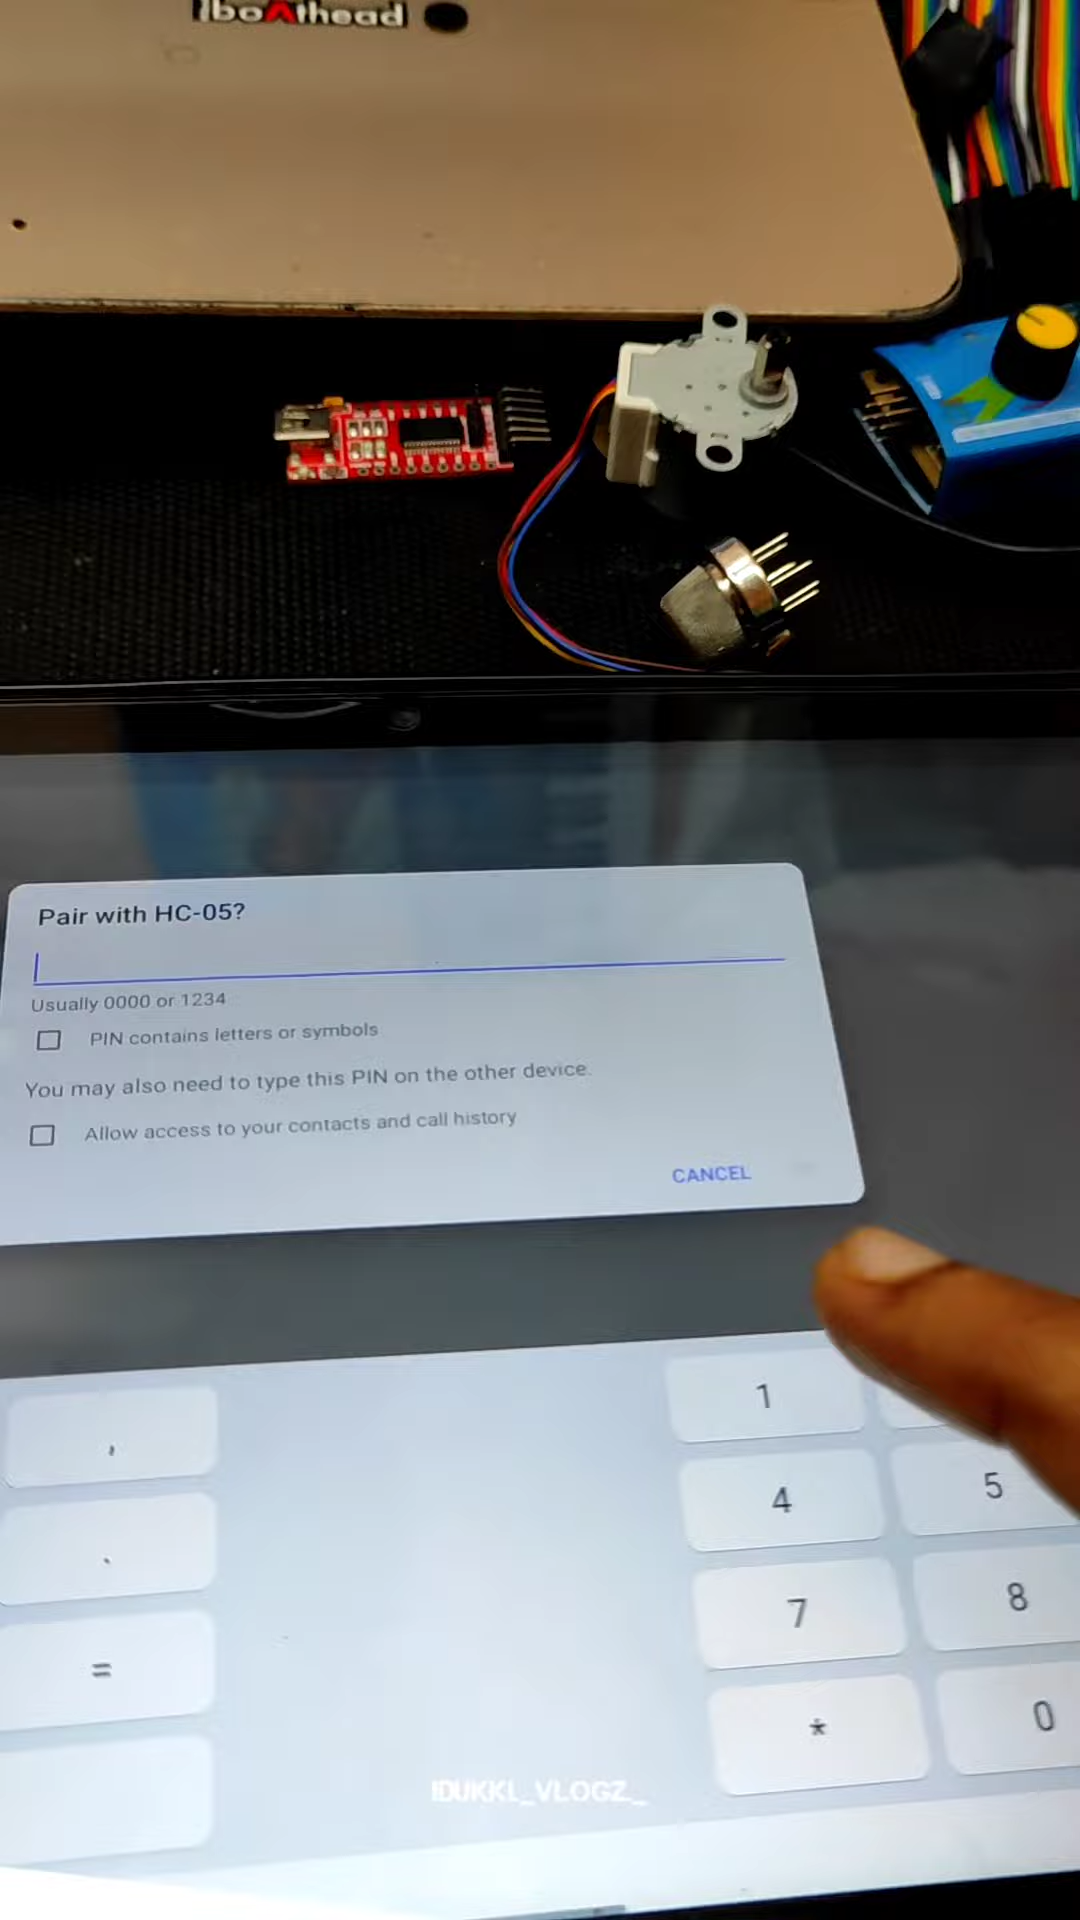 boAthead
Pair with HC-05?
Usually 0000 or 1234
PIN contains letters or symbols
You may also need to type this PIN on the other device.
Allow access to your contacts and call history
CANCEL
1
,
4
5
.
7
8
=
*
0
IDUKKI_VLOGZ_